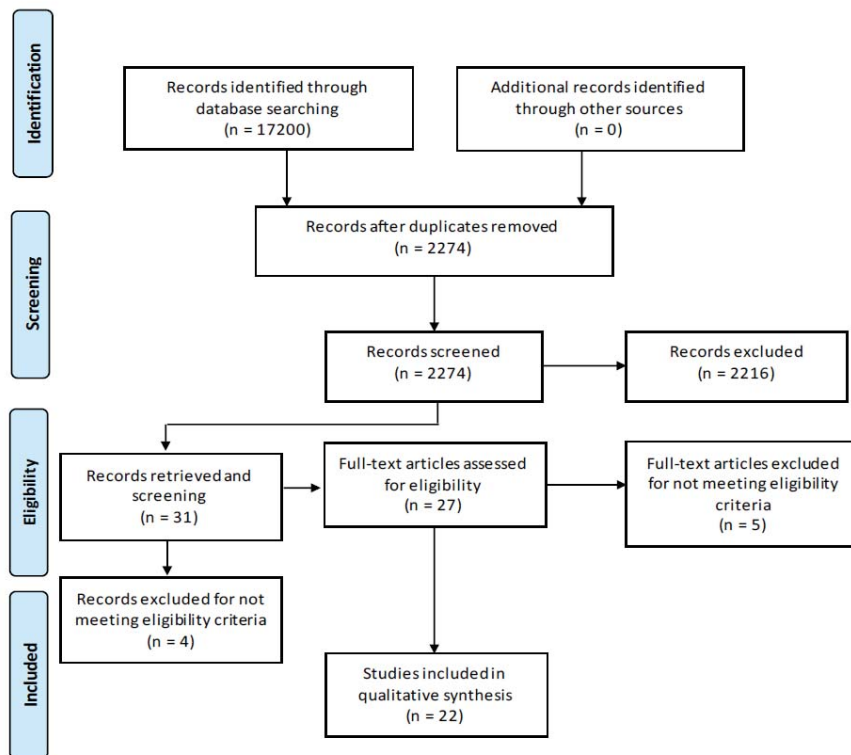 Identification
Records identified through
database searching
(n = 17200)
Additional records identified
through other sources
(n = 0)
Screening
Records after duplicates removed
(n = 2274)
Records screened
(n = 2274)
Records excluded
(n = 2216)
Eligibility
Records retrieved and
screening
(n = 31)
Full-text articles assessed
for eligibility
(n = 27)
Full-text articles excluded
for not meeting eligibility
criteria
(n = 5)
Included
Records excluded for not
meeting eligibility criteria
(n = 4)
Studies included in
qualitative synthesis
(n = 22)